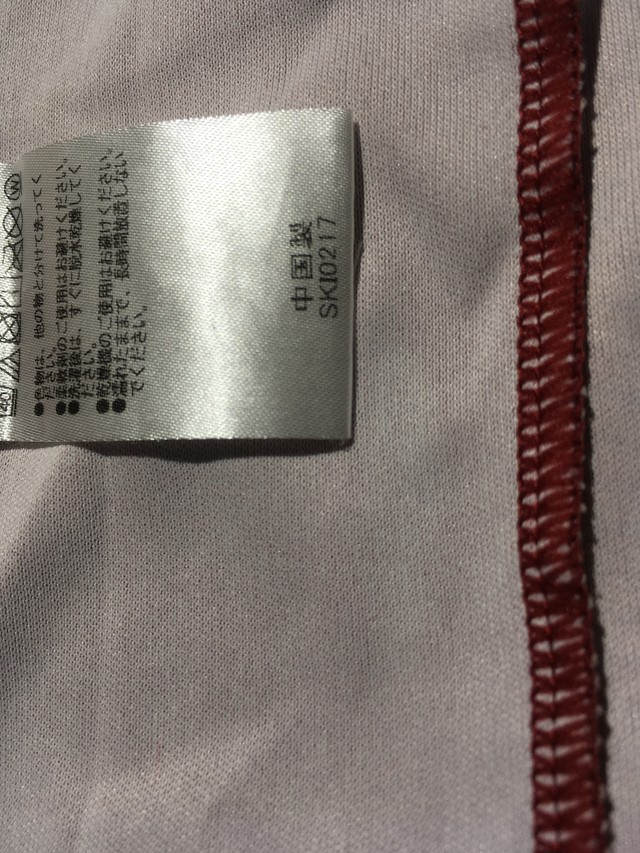 40
W
●色物は、他の物と分けて洗ってく
ださい。
●柔軟剤のご使用はお避けください。
●洗濯後は、すぐに脱水乾燥してく
ださい。
●乾燥機のご使用はお避けください。
●濡れたままで、長時間放造しない
でください。
中国製
SKI0217